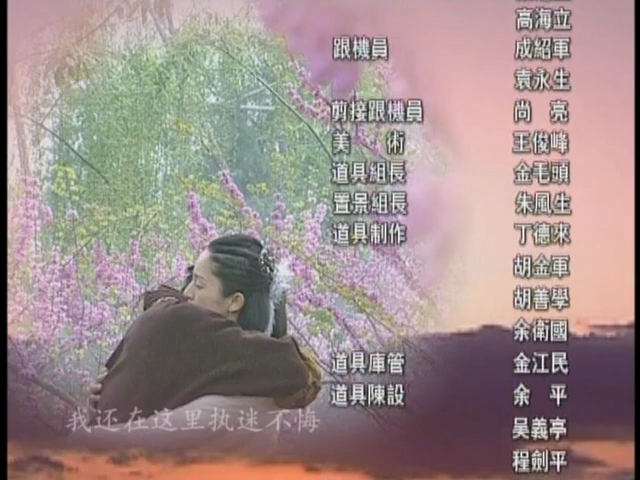 高海立
跟機員 成紹軍
袁永生
剪接跟機員 尚 亮
美 術 王俊峰
道具組長 金毛頭
置景組長 朱風生
道具制作 丁德來
胡金軍
胡善學
余衛國
道具庫管 金江民
道具陳設 余 平
我还在这里执迷不悔
吴義亭
程劍平